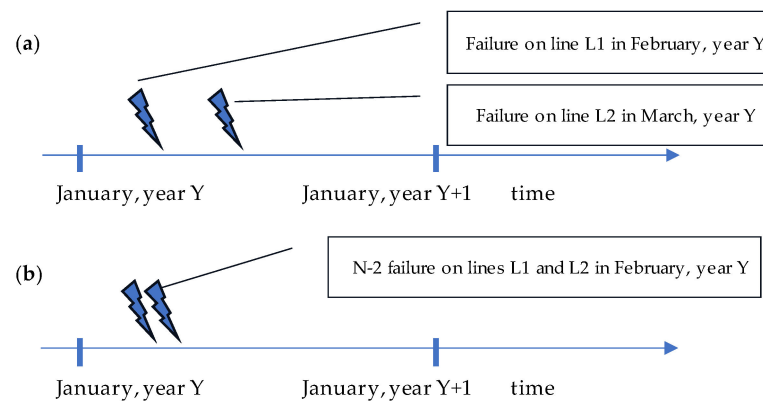 (a)
Failure on line L1 in February, year Y
Failure on line L2 in March, year Y
January, year Y January, year Y+1 time
(b)
N-2 failure on lines L1 and L2 in February, year Y
January, year Y January, year Y+1 time